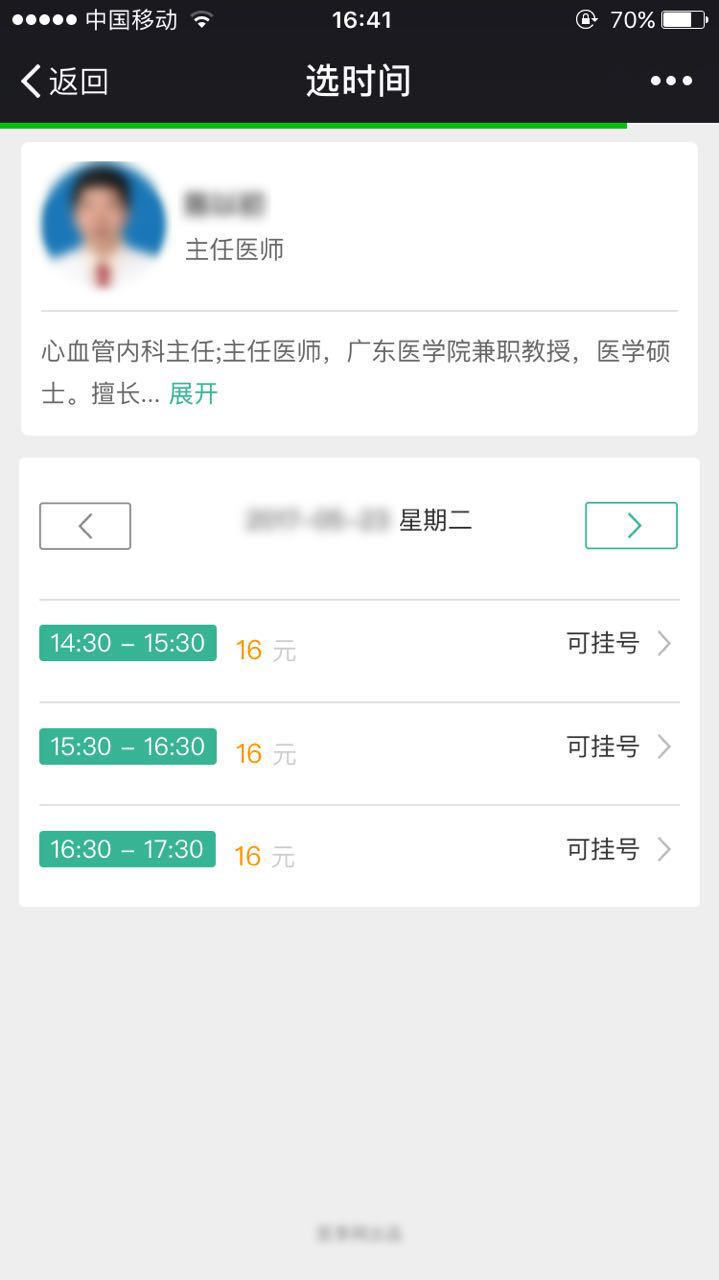 中国移动 16:41 70%
返回 选时间
主任医师
心血管内科主任;主任医师，广东医学院兼职教授，医学硕
士。擅长... 展开
星期二
14:30 – 15:30 16 元 可挂号
15:30 – 16:30 16 元 可挂号
16:30 – 17:30 16 元 可挂号